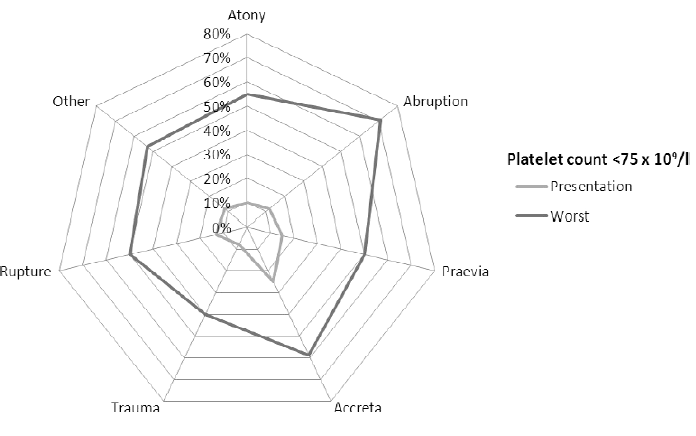 Atony
80%
70%
60%
50%
40%
30%
20%
10%
0%
Other
Abruption
Rupture
Praevia
Trauma
Accreta
Platelet count <75 x 10⁹/l
Presentation
Worst